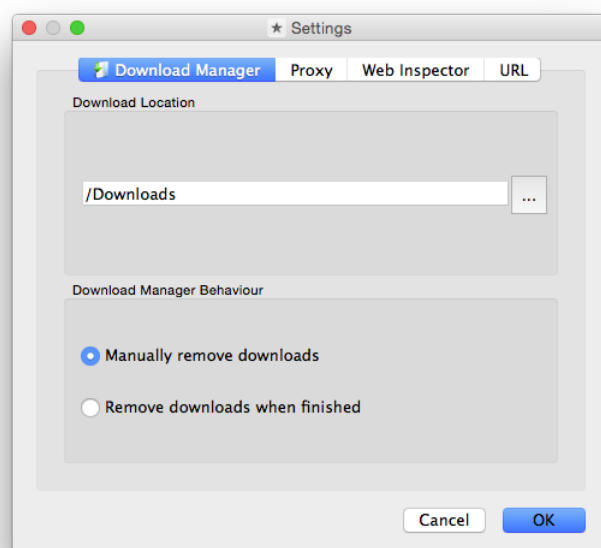 Settings
Download Manager Proxy Web Inspector URL
Download Location
/Downloads ...
Download Manager Behaviour
Manually remove downloads
Remove downloads when finished
Cancel OK